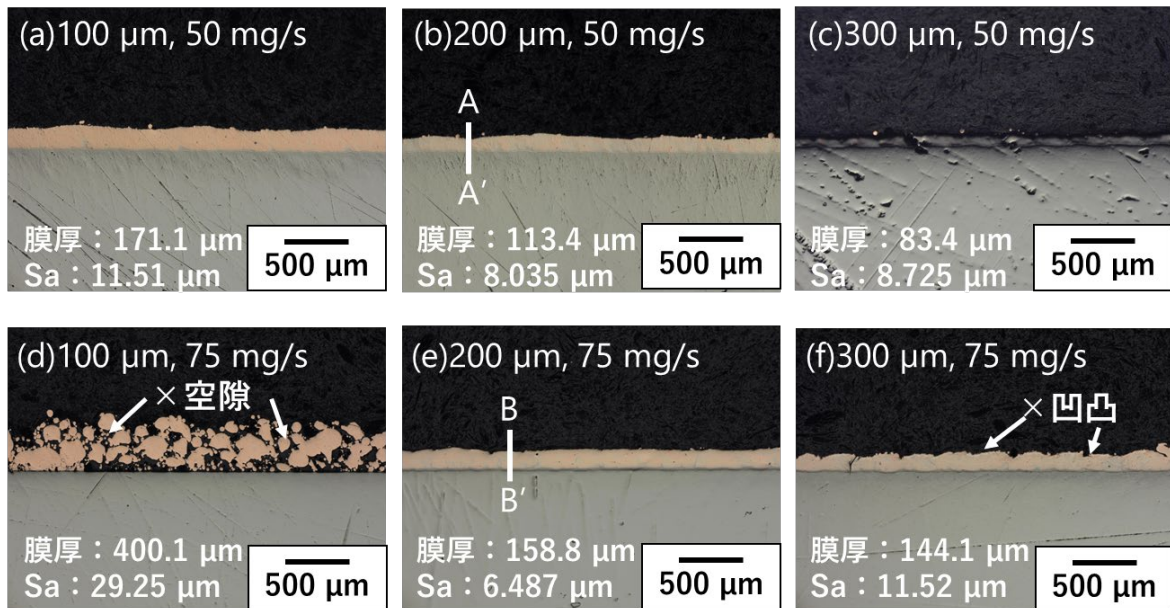 (a)100 μm, 50 mg/s
膜厚：171.1 μm
Sa：11.51 μm
500 μm
(b)200 μm, 50 mg/s
A
A’
膜厚：113.4 μm
Sa：8.035 μm
500 μm
(c)300 μm, 50 mg/s
膜厚：83.4 μm
Sa：8.725 μm
500 μm
(d)100 μm, 75 mg/s
×空隙
膜厚：400.1 μm
Sa：29.25 μm
500 μm
(e)200 μm, 75 mg/s
B
B’
膜厚：158.8 μm
Sa：6.487 μm
500 μm
(f)300 μm, 75 mg/s
×凹凸
膜厚：144.1 μm
Sa：11.52 μm
500 μm